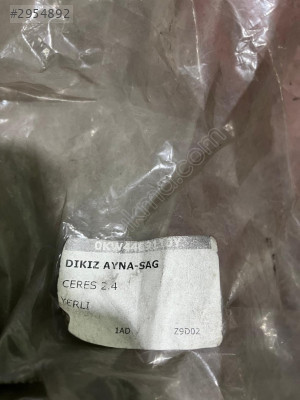 #2954892
DIKIZ AYNA-SAG
CERES 2.4
YERLI
1AD
Z9D02